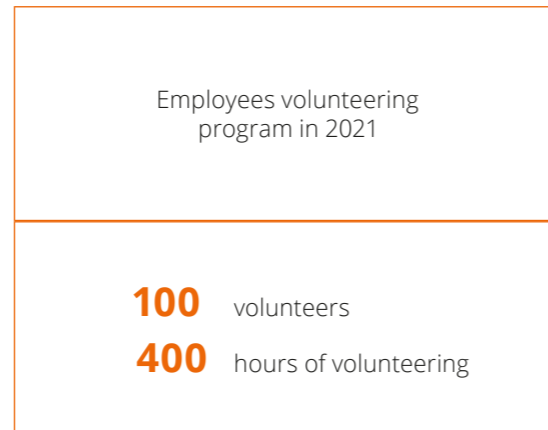 Employees volunteering
program in 2021
100 volunteers
400 hours of volunteering